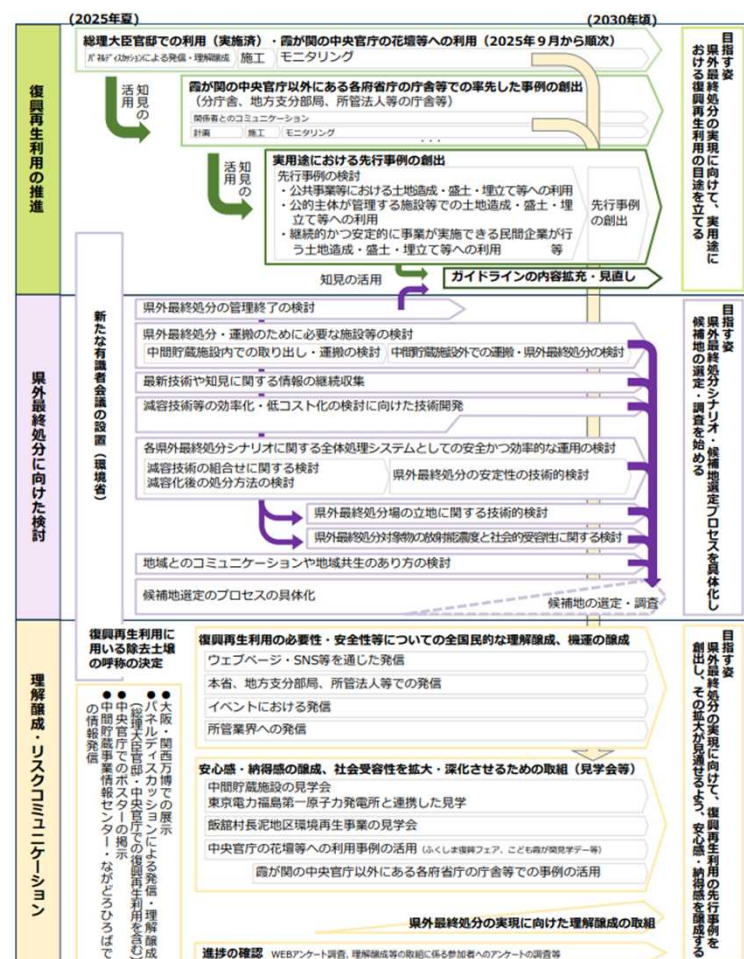 (2025年夏)
(2030年頃)
復興再生利用の推進
総理大臣官邸での利用（実施済）・霞が関の中央官庁の花壇等への利用（2025年９月から順次）
パネルディスカッションによる発信・理解醸成
施工
モニタリング
知見の
活用
霞が関の中央官庁以外にある各府省庁の庁舎等での率先した事例の創出
（分庁舎、地方支分部局、所管法人等の庁舎等）
関係者とのコミュニケーション
計画
施工
モニタリング
・・・
知見の
活用
実用途における先行事例の創出
先行事例の検討
・公共事業等における土地造成・盛土・埋立て等への利用
・公的主体が管理する施設等での土地造成・盛土・埋
立て等への利用
・継続的かつ安定的に事業が実施できる民間企業が行
う土地造成・盛土・埋立て等への利用 等
先行事例
の創出
知見の活用
ガイドラインの内容拡充・見直し
目指す姿
県外最終処分の実現に向けて、実用途に
おける復興再生利用の目途を立てる
県外最終処分に向けた検討
新たな有識者会議の設置（環境省）
県外最終処分の管理終了の検討
県外最終処分・運搬のために必要な施設等の検討
中間貯蔵施設内での取り出し・運搬の検討
中間貯蔵施設外での運搬・県外最終処分の検討
最新技術や知見に関する情報の継続収集
減容技術等の効率化・低コスト化の検討に向けた技術開発
各県外最終処分シナリオに関する全体処理システムとしての安全かつ効率的な運用の検討
減容技術の組合せに関する検討
減容化後の処分方法の検討
県外最終処分の安定性の技術的検討
県外最終処分場の立地に関する技術的検討
県外最終処分対象物の放射能濃度と社会的受容性に関する検討
地域とのコミュニケーションや地域共生のあり方の検討
候補地選定のプロセスの具体化
候補地の選定・調査
目指す姿
県外最終処分シナリオ・候補地選定プロセスを具体化し
候補地の選定・調査を始める
理解醸成・リスクコミュニケーション
復興再生利用に
用いる除去土壌
の呼称の決定
●大阪・関西万博での展示
●パネルディスカッションによる発信・理解醸成
（総理大臣官邸・中央官庁での復興再生利用を含む）
●中央官庁でのポスターの掲示
●中間貯蔵事業情報センター・ながどろひろばで
の情報発信
復興再生利用の必要性・安全性等についての全国民的な理解醸成、機運の醸成
ウェブページ・SNS等を通じた発信
本省、地方支分部局、所管法人等での発信
イベントにおける発信
所管業界への発信
安心感・納得感の醸成、社会受容性を拡大・深化させるための取組（見学会等）
中間貯蔵施設の見学会
東京電力福島第一原子力発電所と連携した見学
飯舘村長泥地区環境再生事業の見学会
中央官庁の花壇等への利用事例の活用（ふくしま復興フェア、こども霞が関見学デー等）
霞が関の中央官庁以外にある各府省庁の庁舎等での事例の活用
県外最終処分の実現に向けた理解醸成の取組
進捗の確認 WEBアンケート調査、理解醸成等の取組に係る参加者へのアンケートの調査等
目指す姿
県外最終処分の実現に向けて、復興再生利用の先行事例を
創出し、その拡大が見通せるよう、安心感・納得感を醸成する